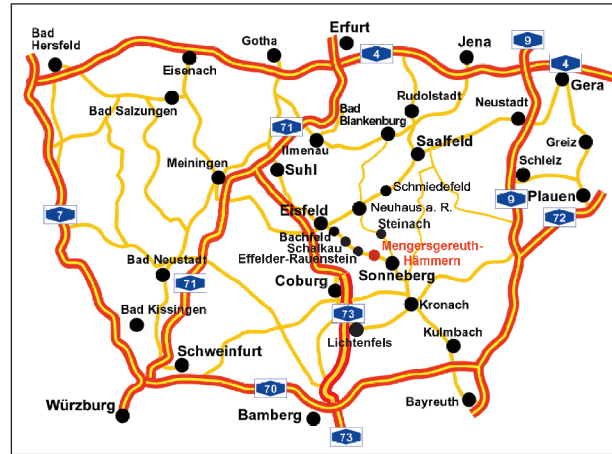 Bad
Hersfeld
Eisenach
Gotha
Erfurt
4
Jena
9
4
Gera
Bad Salzungen
71
Ilmenau
Bad
Blankenburg
Rudolstadt
Neustadt
Saalfeld
Greiz
Schleiz
Meiningen
Suhl
Schmiedefeld
Plauen
9
72
7
Neuhaus a. R.
Eisfeld
Steinach
Bachfeld
Schalkau
Effelder-Rauenstein
Mengersgereuth-
Hämmern
Sonneberg
Bad Neustadt
71
Coburg
Bad Kissingen
73
Kronach
Lichtenfels
Kulmbach
Schweinfurt
70
Würzburg
Bamberg
Bayreuth
73